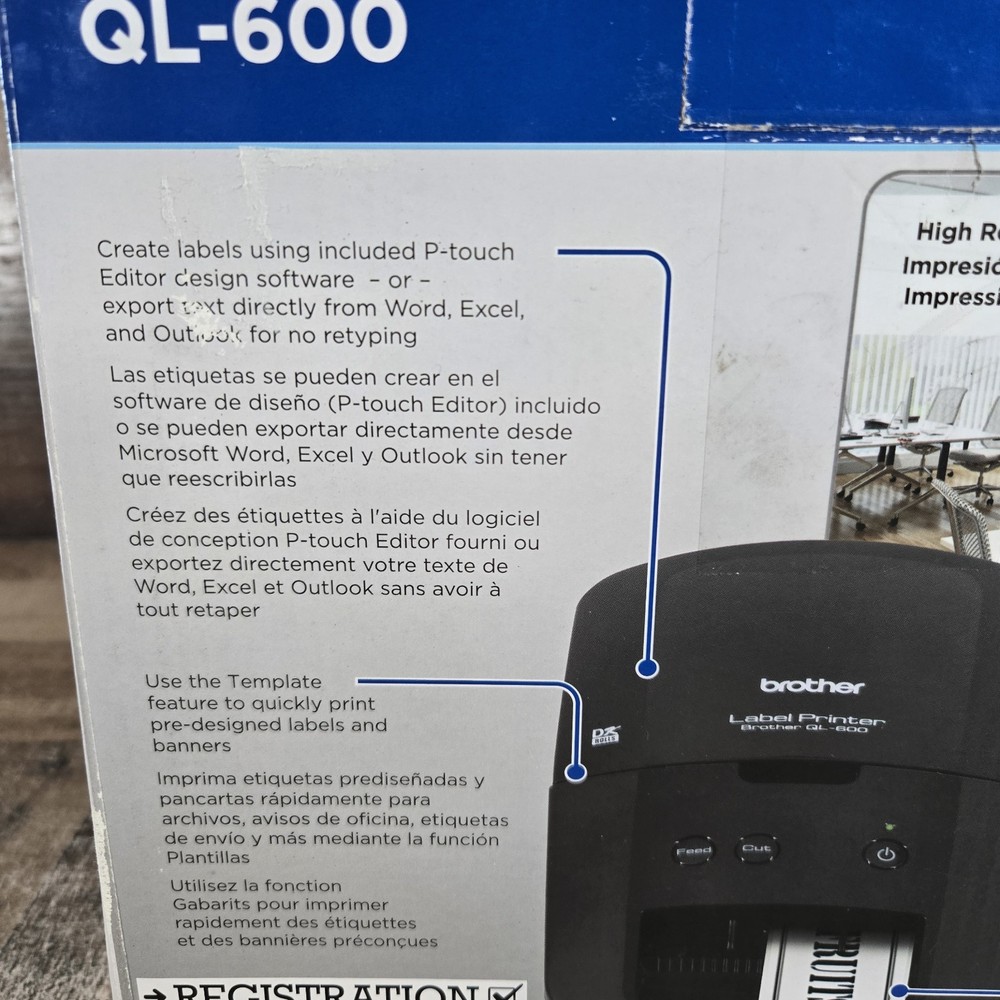 QL-600
Create labels using included P-touch
Editor design software – or –
export text directly from Word, Excel,
and Outlook for no retyping
Las etiquetas se pueden crear en el
software de diseño (P-touch Editor) incluido
o se pueden exportar directamente desde
Microsoft Word, Excel y Outlook sin tener
que reescribirlas
Créez des étiquettes à l'aide du logiciel
de conception P-touch Editor fourni ou
exportez directement votre texte de
Word, Excel et Outlook sans avoir à
tout retaper
Use the Template
feature to quickly print
pre-designed labels and
banners
Imprima etiquetas prediseñadas y
pancartas rápidamente para
archivos, avisos de oficina, etiquetas
de envío y más mediante la función
Plantillas
Utilisez la fonction
Gabarits pour imprimer
rapidement des étiquettes
et des bannières préconçues
→ REGISTRATION
High
brother
Label Printer
Brother QL-600
DK
ROLLS
Feed
Cut